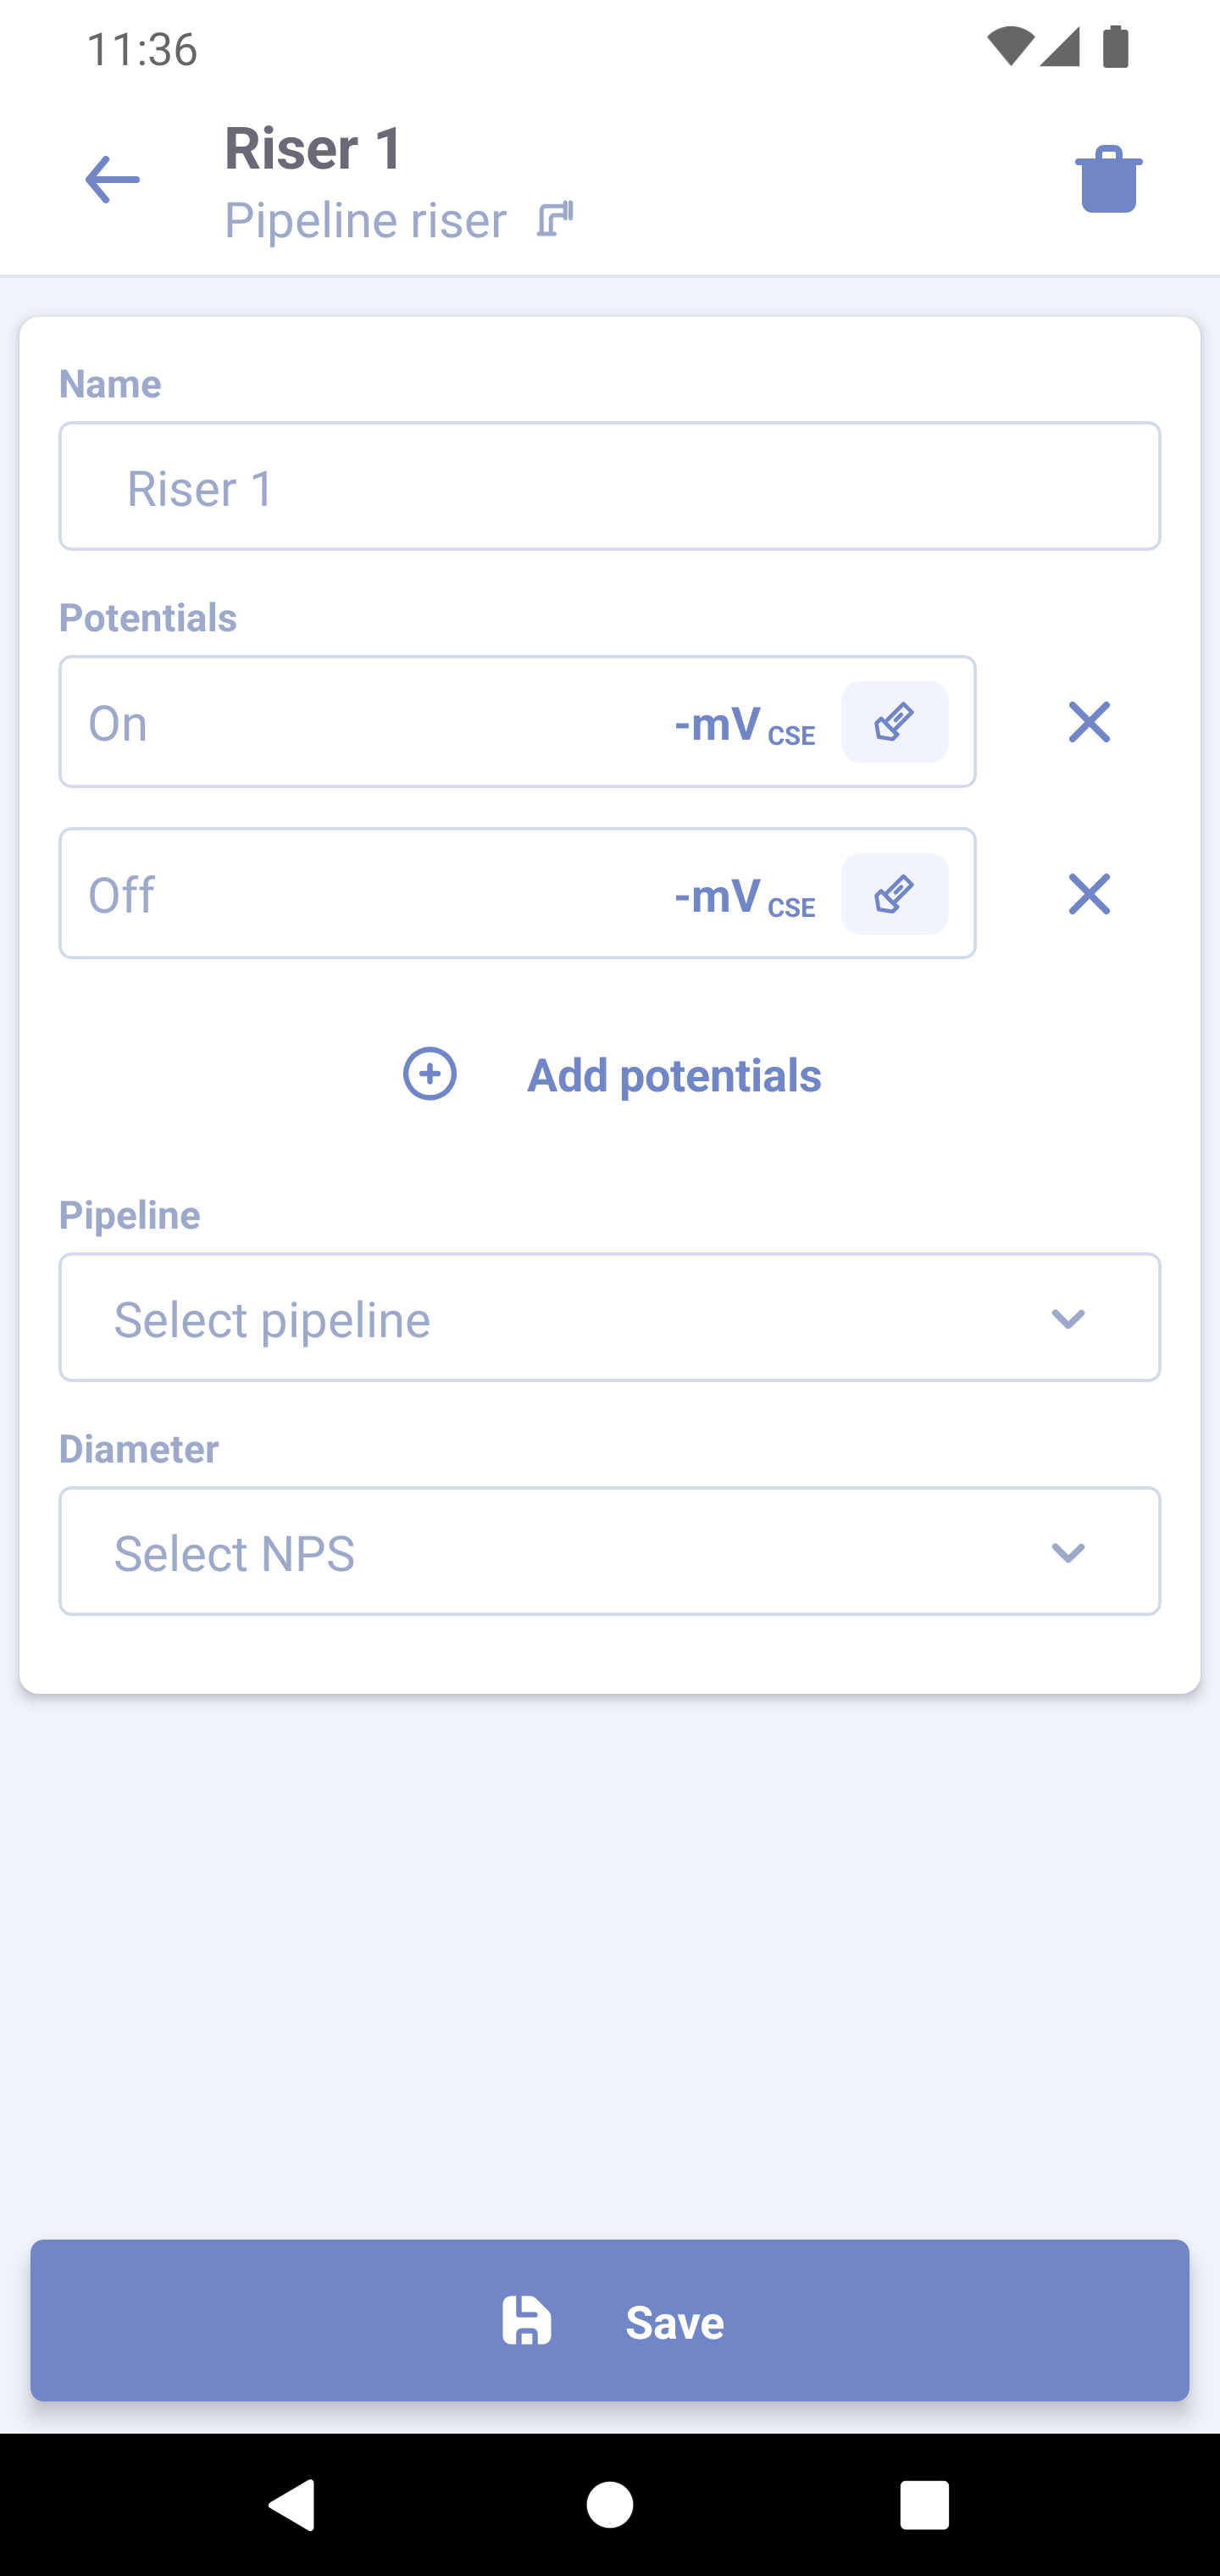 11:36
Riser 1
Pipeline riser
Name
Riser 1
Potentials
On -mV CSE
Off -mV CSE
Add potentials
Pipeline
Select pipeline
Diameter
Select NPS
Save